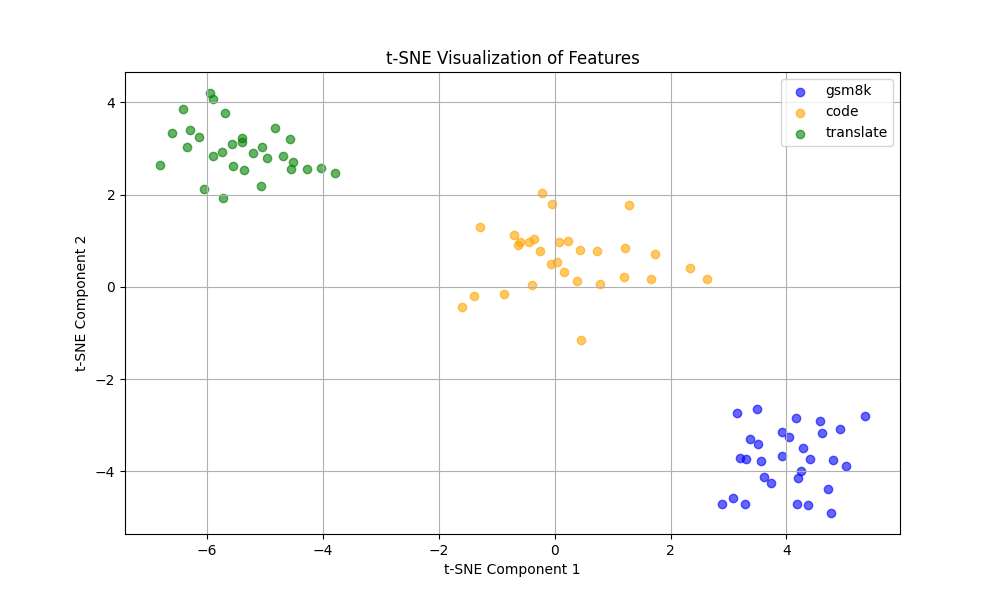 t-SNE Visualization of Features
gsm8k
code
translate
4
2
0
−2
−4
t-SNE Component 2
−6
−4
−2
0
2
4
t-SNE Component 1